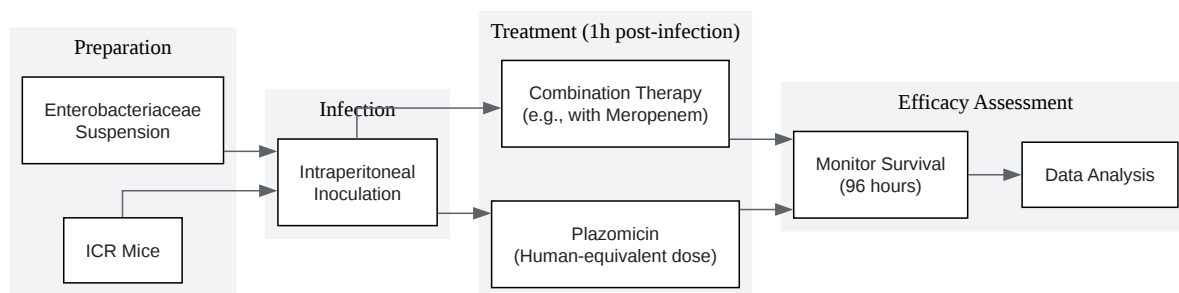 Preparation
Enterobacteriaceae
Suspension
ICR Mice
Infection
Intraperitoneal
Inoculation
Treatment (1h post-infection)
Combination Therapy
(e.g., with Meropenem)
Plazomicin
(Human-equivalent dose)
Efficacy Assessment
Monitor Survival
(96 hours)
Data Analysis